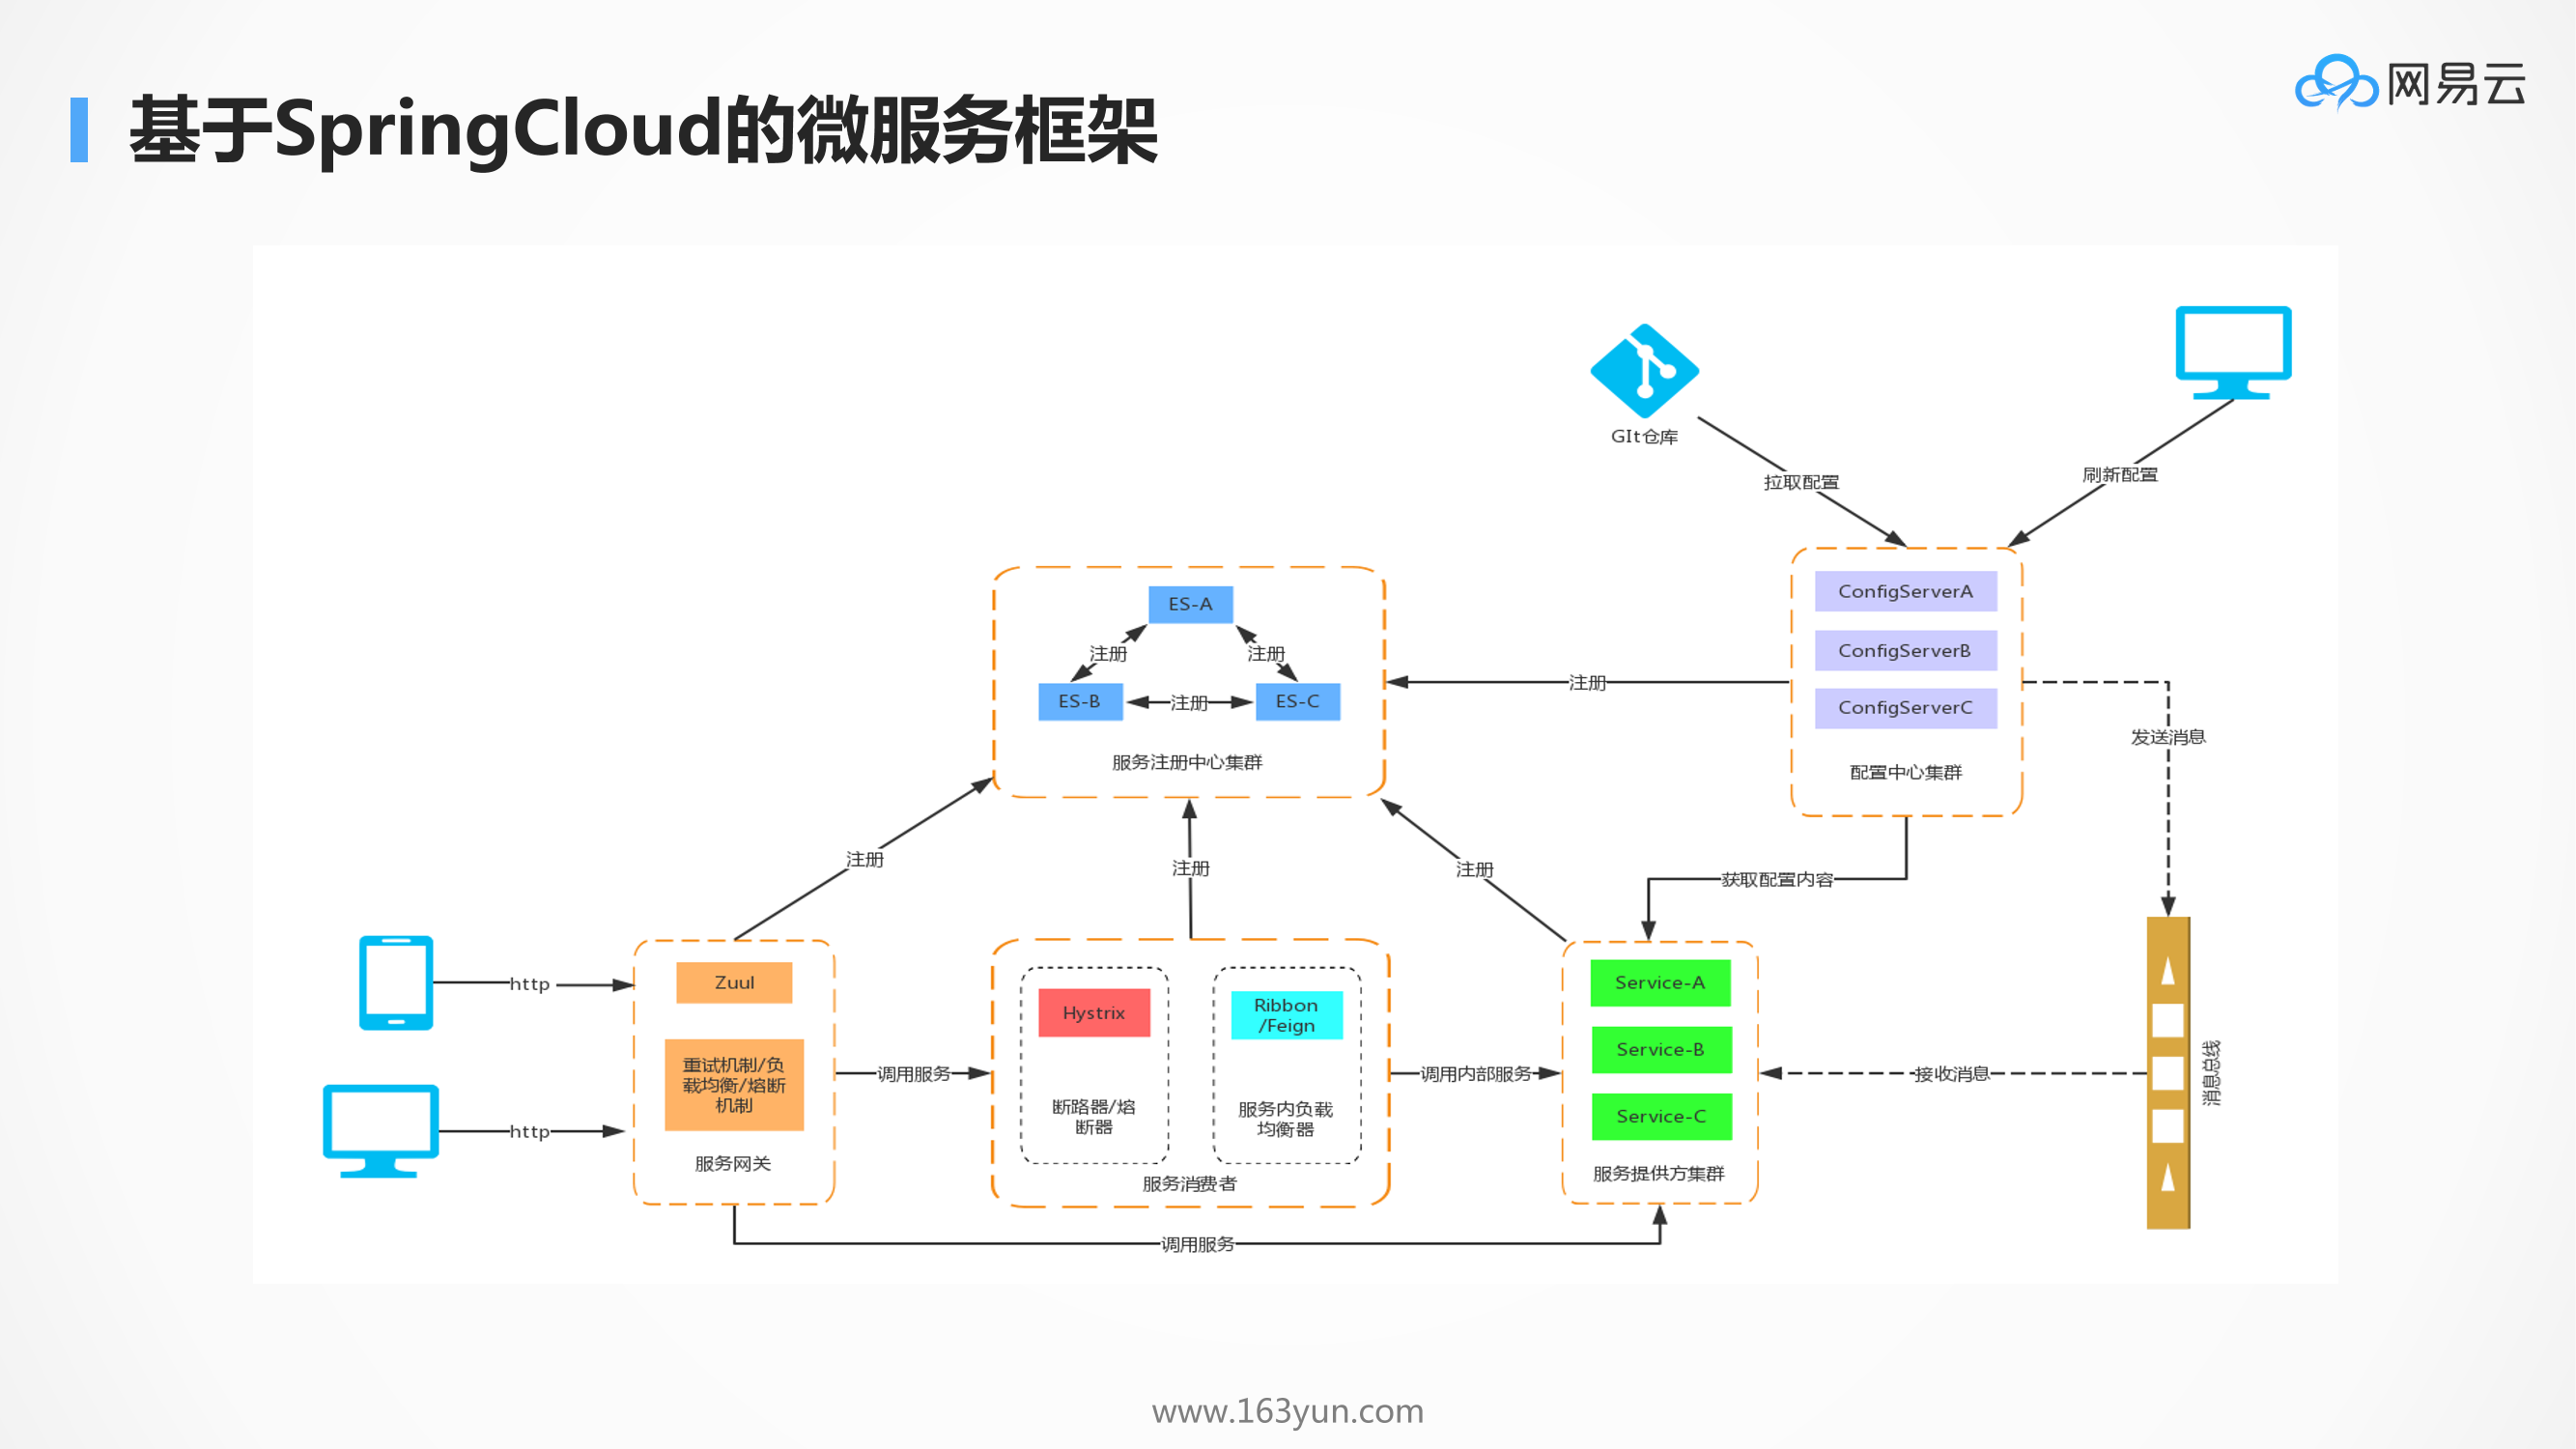 基于SpringCloud的微服务框架
网易云
GIt仓库
拉取配置
刷新配置
ES-A
注册
注册
ES-B
注册
ES-C
服务注册中心集群
注册
ConfigServerA
ConfigServerB
ConfigServerC
配置中心集群
发送消息
注册
注册
注册
获取配置内容
http
http
Zuul
重试机制/负
载均衡/熔断
机制
服务网关
调用服务
Hystrix
断路器/熔
断器
Ribbon
/Feign
服务内负载
均衡器
服务消费者
调用内部服务
Service-A
Service-B
Service-C
服务提供方集群
接收消息
消息总线
调用服务
www.163yun.com